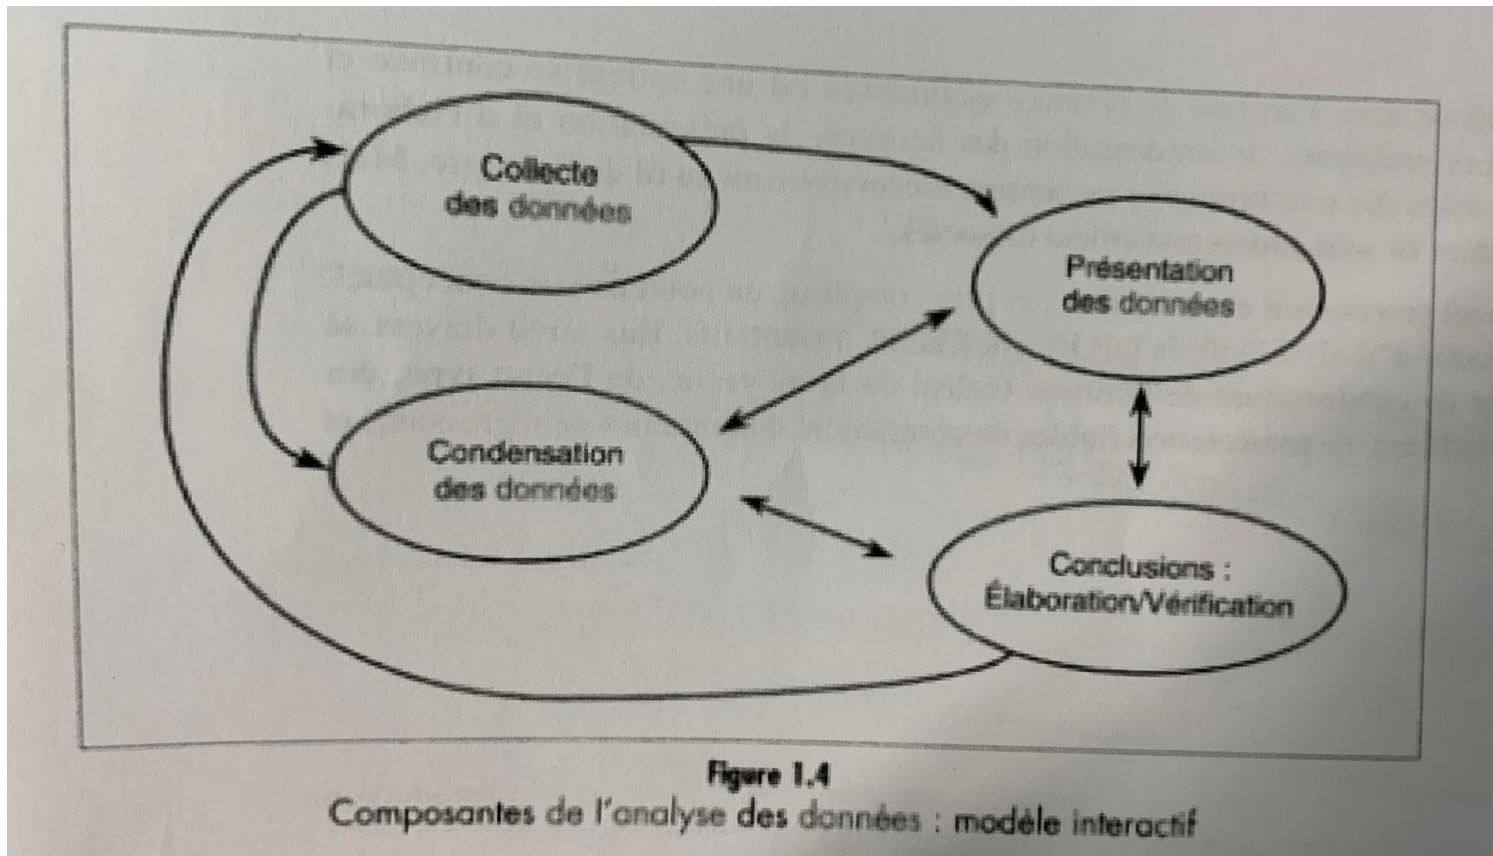 Collecte
des données
Présentation
des données
Condensation
des données
Conclusions :
Élaboration/Vérification
Figure 1.4
Composantes de l'analyse des données : modèle interactif